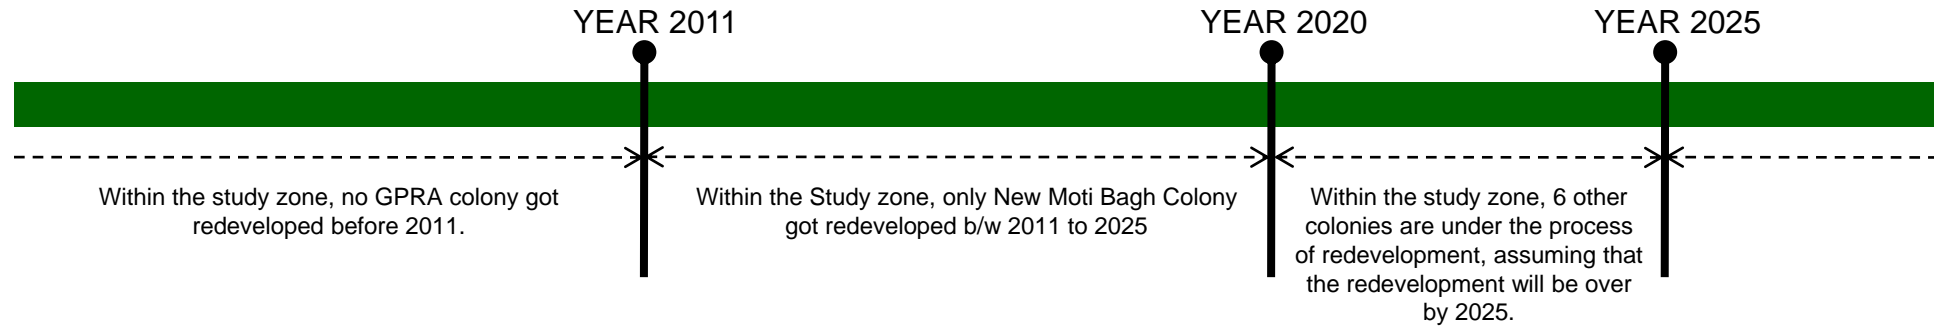 YEAR 2011
YEAR 2020
YEAR 2025
Within the study zone, no GPRA colony got
redeveloped before 2011.
Within the Study zone, only New Moti Bagh Colony
got redeveloped b/w 2011 to 2025
Within the study zone, 6 other
colonies are under the process
of redevelopment, assuming that
the redevelopment will be over
by 2025.